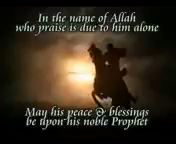 In the name of Allah
who praise is due to him alone
May his peace & blessings
be upon his noble Prophet